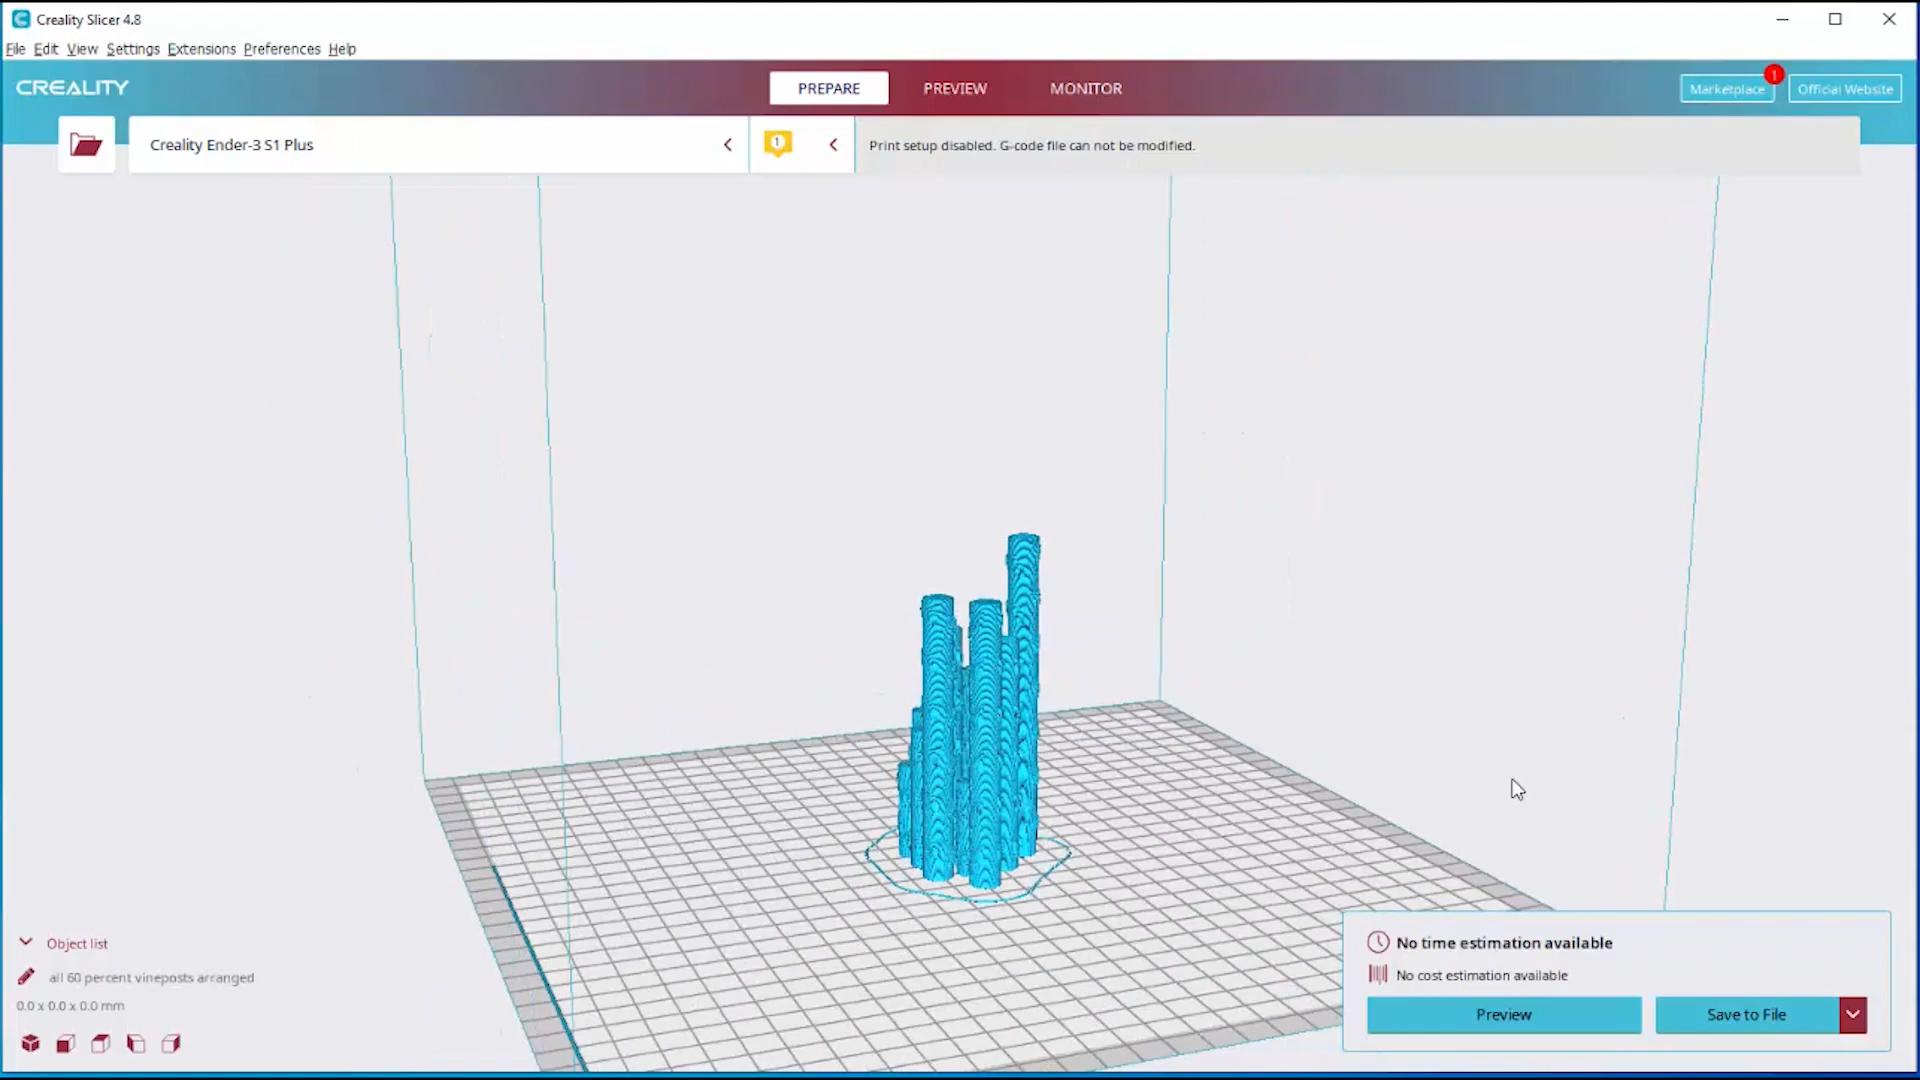 Creality Slicer 4.8
File Edit View Settings Extensions Preferences Help
CREALITY
PREPARE
PREVIEW
MONITOR
Marketplace
1
Official Website
Creality Ender-3 S1 Plus
1
Print setup disabled. G-code file can not be modified.
Object list
all 60 percent vineposts arranged
0.0 x 0.0 x 0.0 mm
No time estimation available
No cost estimation available
Preview
Save to File